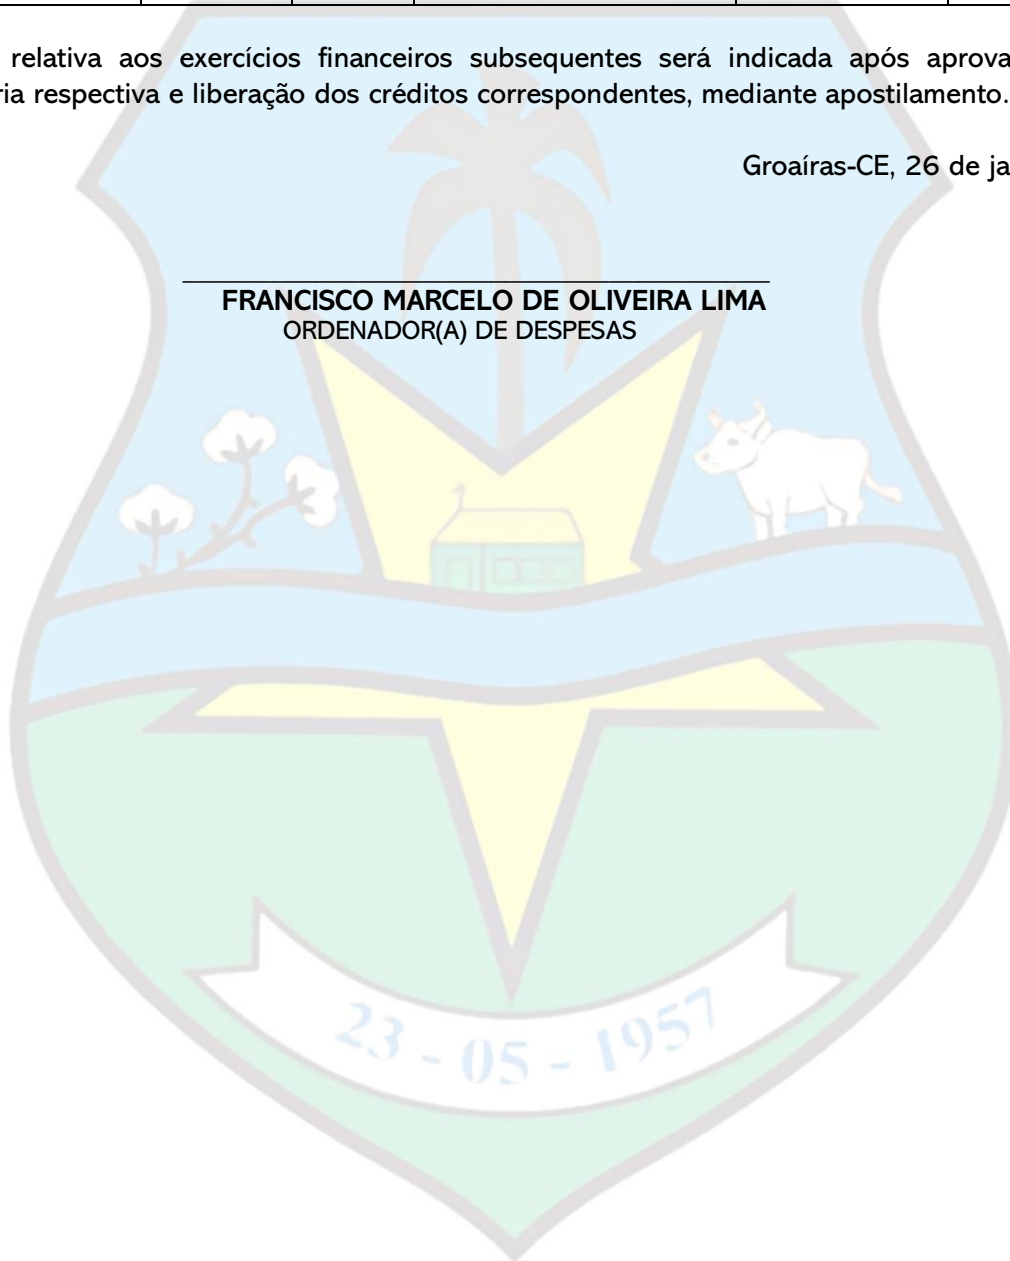 relativa aos exercícios financeiros subsequentes será indicada após aprova
ria respectiva e liberação dos créditos correspondentes, mediante apostilamento.
Groaíras-CE, 26 de ja
FRANCISCO MARCELO DE OLIVEIRA LIMA
ORDENADOR(A) DE DESPESAS
23 - 05 - 1957